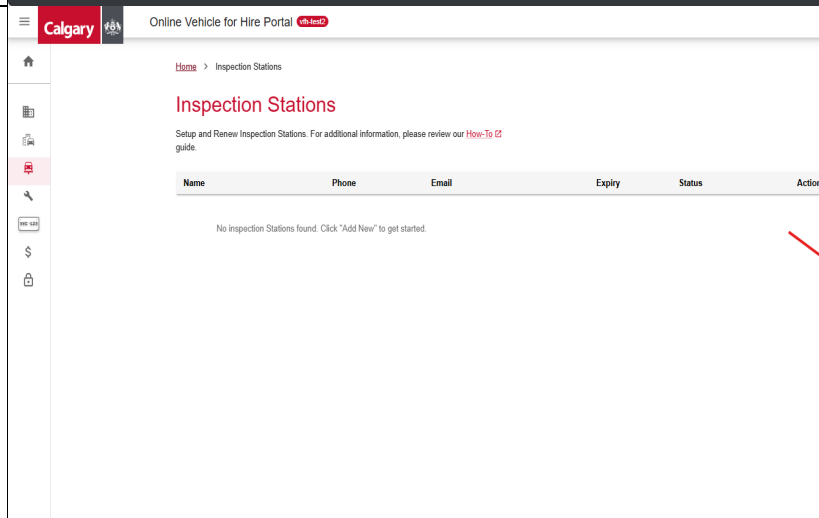 Calgary
Online Vehicle for Hire Portal vfh-test2
Home > Inspection Stations
Inspection Stations
Setup and Renew Inspection Stations. For additional information, please review our How-To
guide.
Name Phone Email Expiry Status Action
No inspection Stations found. Click "Add New" to get started.
$